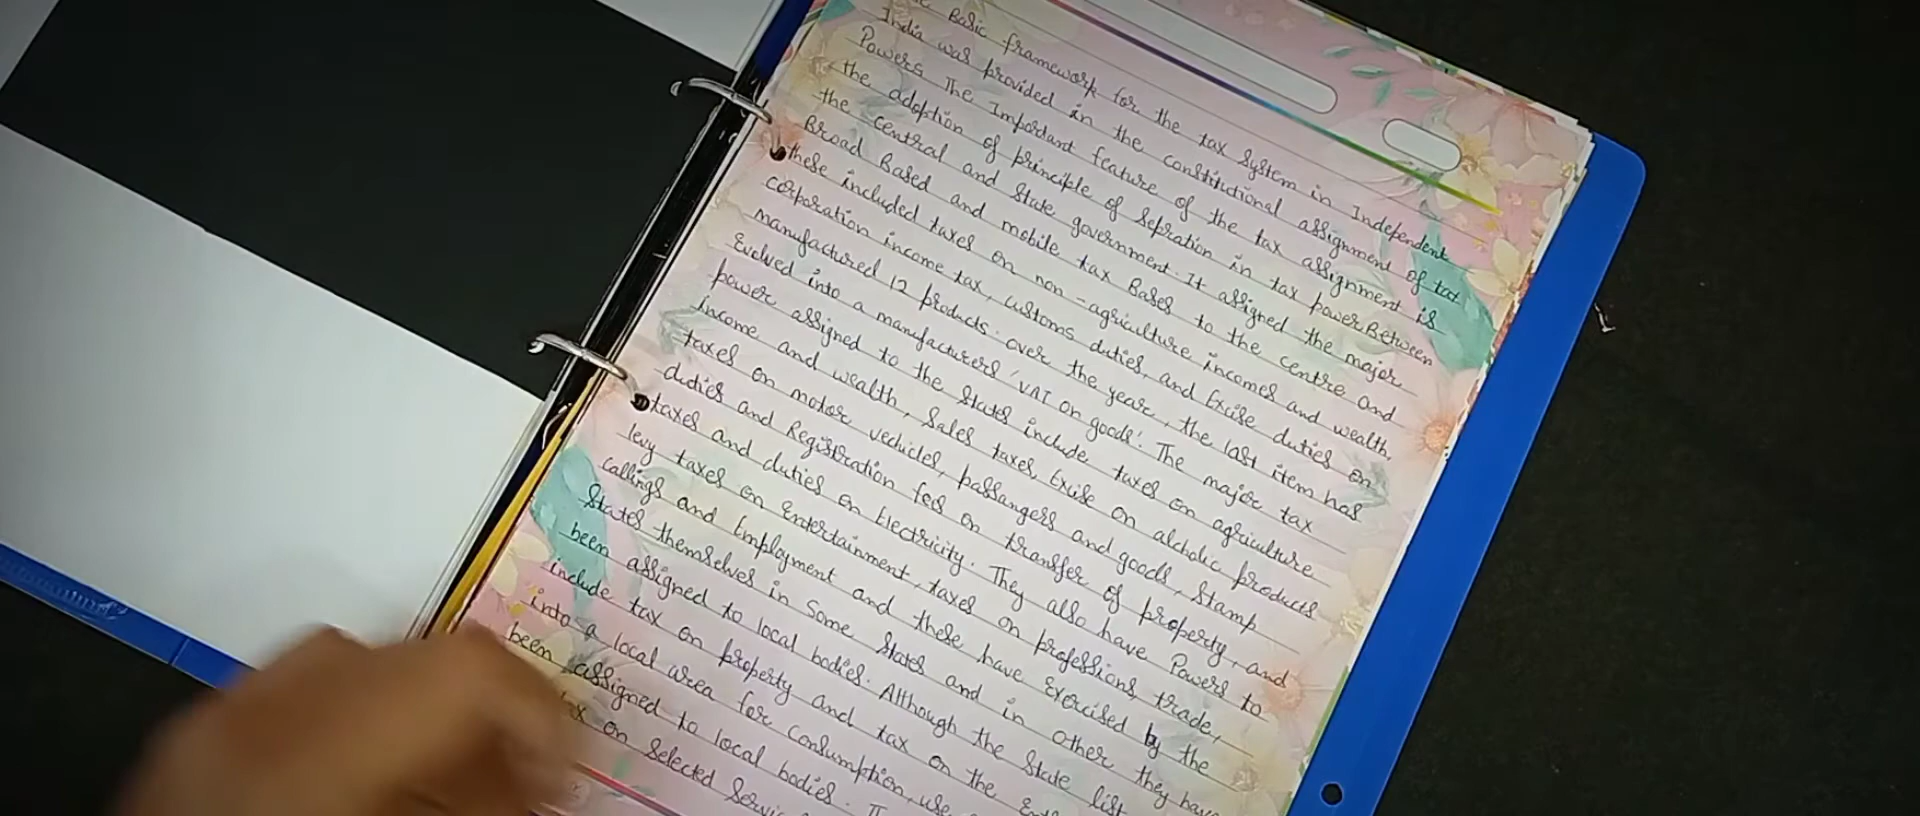 Basic framework for the tax System in Independent
India was provided in the constitutional assignment of tax
Powers. The Important feature of the tax assignment is
the adoption of principle of Sepration in tax power Between
the central and State government. It assigned the major
Broad Based and mobile tax Bases to the centre and
these included taxes on non-agriculture incomes and wealth,
corporation income tax, customs duties, and Excise duties on
manufactured 12 products. over the year, the last item has
Evolved into a manufacturers 'VAT on goods'. The major tax
power assigned to the States include taxes on agriculture
income and wealth, Sales taxes, Excise on alcholic products
taxes on motor vechicles, passangers and goods, Stamp
duties and Registration fees on transfer of property, and
taxes and duties on Electricity. They also have Powers to
levy taxes on Entertainment, taxes on professions, trade,
callings and Employment and these have Exercised by the
States themselves in Some States and in other they have
been assigned to local bodies. Although the State list
include tax on property and tax on the
into a local area for consumption, use
been assigned to local bodies.
on Selected